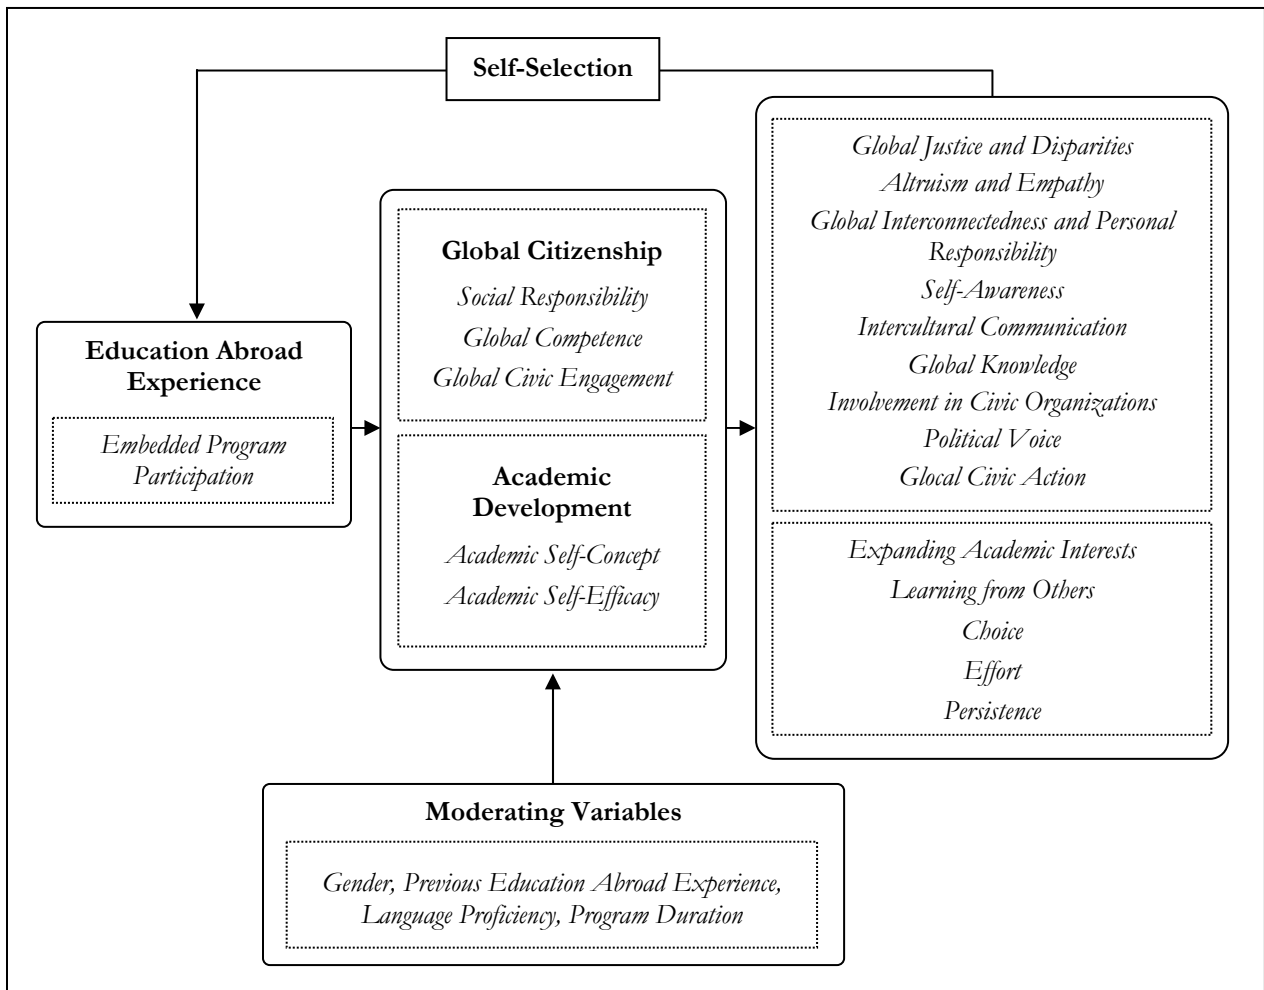 Self-Selection
Education Abroad
Experience
Embedded Program
Participation
Global Citizenship
Social Responsibility
Global Competence
Global Civic Engagement
Academic
Development
Academic Self-Concept
Academic Self-Efficacy
Global Justice and Disparities
Altruism and Empathy
Global Interconnectedness and Personal
Responsibility
Self-Awareness
Intercultural Communication
Global Knowledge
Involvement in Civic Organizations
Political Voice
Glocal Civic Action
Expanding Academic Interests
Learning from Others
Choice
Effort
Persistence
Moderating Variables
Gender, Previous Education Abroad Experience,
Language Proficiency, Program Duration